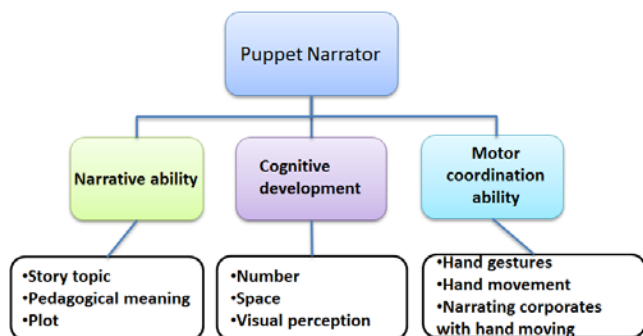 Puppet Narrator
Narrative ability
Cognitive
development
Motor
coordination
ability
•Story topic
•Pedagogical meaning
•Plot
•Number
•Space
•Visual perception
•Hand gestures
•Hand movement
•Narrating corporates
with hand moving